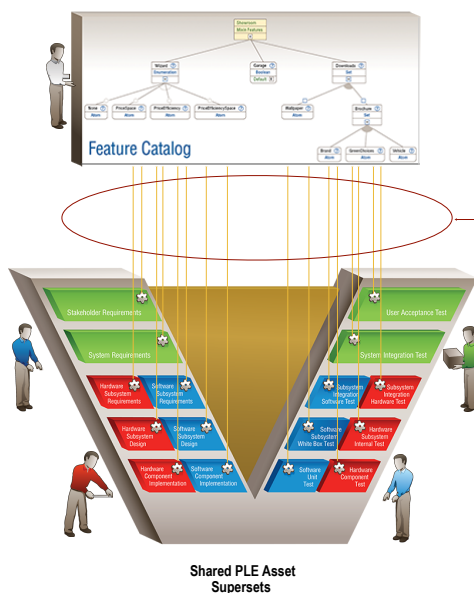 Showroom
More Features
Wizard
Enumeration
Garage
Boolean
Default
Downloads
Set
None
Atom
PriceSpace
Atom
PriceEfficiency
Atom
PriceEfficiencySpace
Atom
Wallpaper
Atom
Brochure
Set
Brand
Atom
GreenChoices
Atom
Vehicle
Atom
Feature Catalog
Stakeholder Requirements
User Acceptance Test
System Requirements
System Integration Test
Hardware
Subsystem
Requirements
Software
Subsystem
Requirements
Subsystem
Integration
Software Test
Subsystem
Integration
Hardware Test
Hardware
Subsystem
Design
Software
Subsystem
Design
Software
Subsystem
White Box Test
Hardware
Subsystem
Internal Test
Hardware
Component
Implementation
Software
Component
Implementation
Software
Unit
Test
Hardware
Component
Test
Shared PLE Asset
Supersets